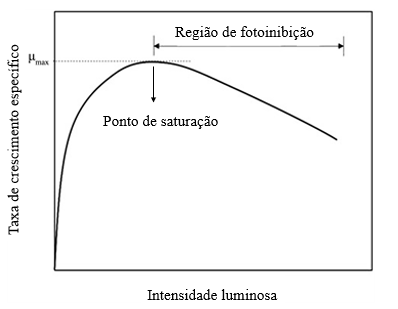 Região de fotoinibição
μmax
Ponto de saturação
Taxa de crescimento específico
Intensidade luminosa